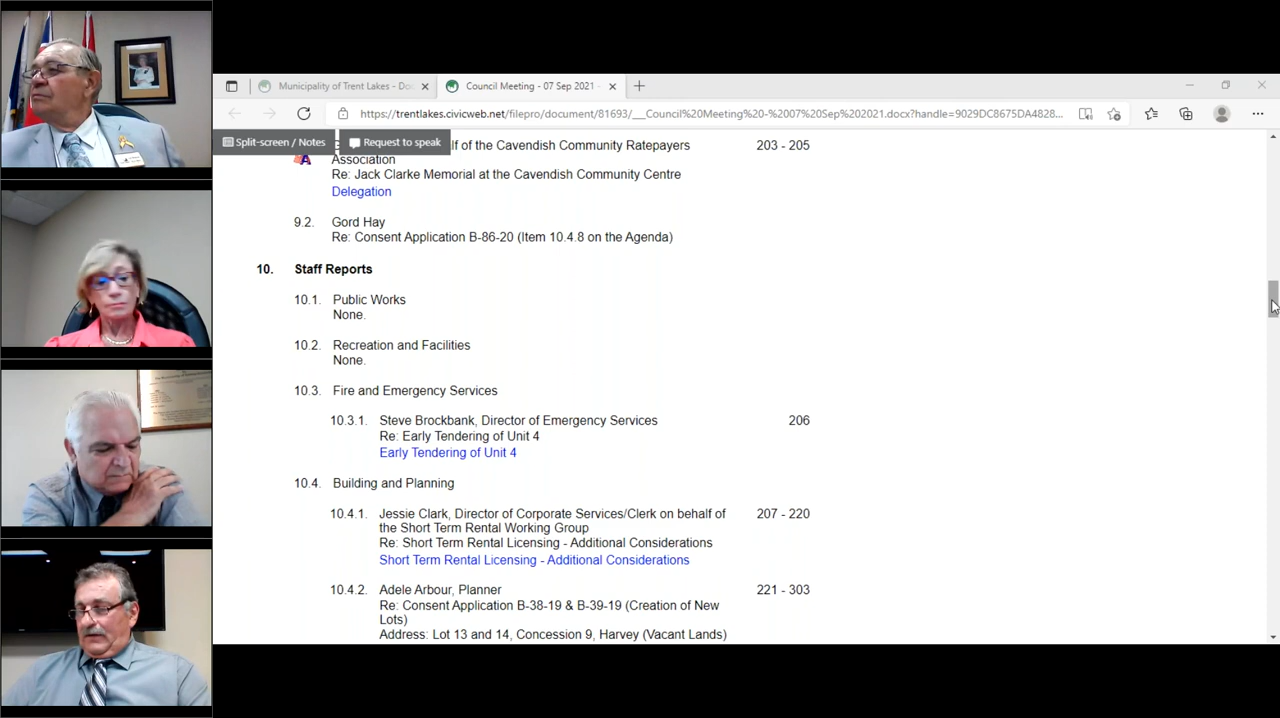 Municipality of Trent Lakes - Doc
Council Meeting - 07 Sep 2021 -
https://trentlakes.civicweb.net/filepro/document/81693/__Council%20Meeting%20-%2007%20Sep%202021.docx?handle=9029DC8675DA4828...
Split-screen / Notes
Request to speak
lf of the Cavendish Community Ratepayers 203 - 205
Association
Re: Jack Clarke Memorial at the Cavendish Community Centre
Delegation
9.2. Gord Hay
Re: Consent Application B-86-20 (Item 10.4.8 on the Agenda)
10. Staff Reports
10.1. Public Works
None.
10.2. Recreation and Facilities
None.
10.3. Fire and Emergency Services
10.3.1. Steve Brockbank, Director of Emergency Services 206
Re: Early Tendering of Unit 4
Early Tendering of Unit 4
10.4. Building and Planning
10.4.1. Jessie Clark, Director of Corporate Services/Clerk on behalf of 207 - 220
the Short Term Rental Working Group
Re: Short Term Rental Licensing - Additional Considerations
Short Term Rental Licensing - Additional Considerations
10.4.2. Adele Arbour, Planner 221 - 303
Re: Consent Application B-38-19 & B-39-19 (Creation of New
Lots)
Address: Lot 13 and 14, Concession 9, Harvey (Vacant Lands)